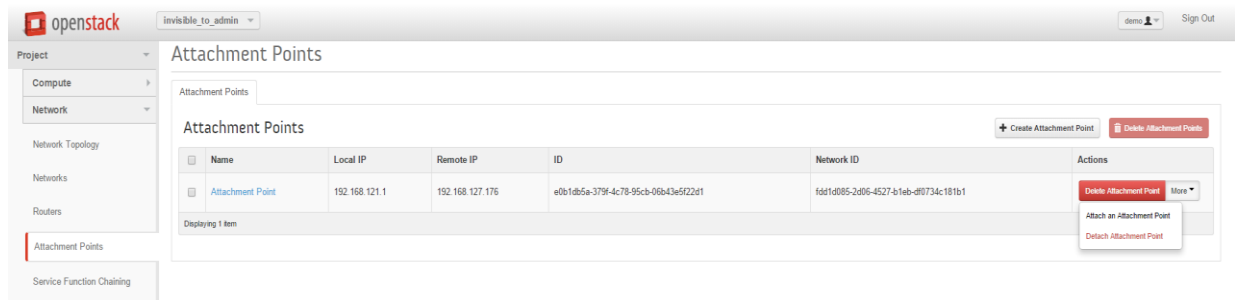 openstack
invisible_to_admin
demo
Sign Out
Project
Compute
Network
Network Topology
Networks
Routers
Attachment Points
Service Function Chaining
Attachment Points
Attachment Points
Attachment Points
+ Create Attachment Point
Delete Attachment Points
Name Local IP Remote IP ID Network ID Actions
Attachment Point 192.168.121.1 192.168.127.176 e0b1db5a-379f-4c78-95cb-06b43e5f22d1 fdd1d085-2d06-4527-b1eb-df0734c181b1 Delete Attachment Point More
Attach an Attachment Point
Detach Attachment Point
Displaying 1 item